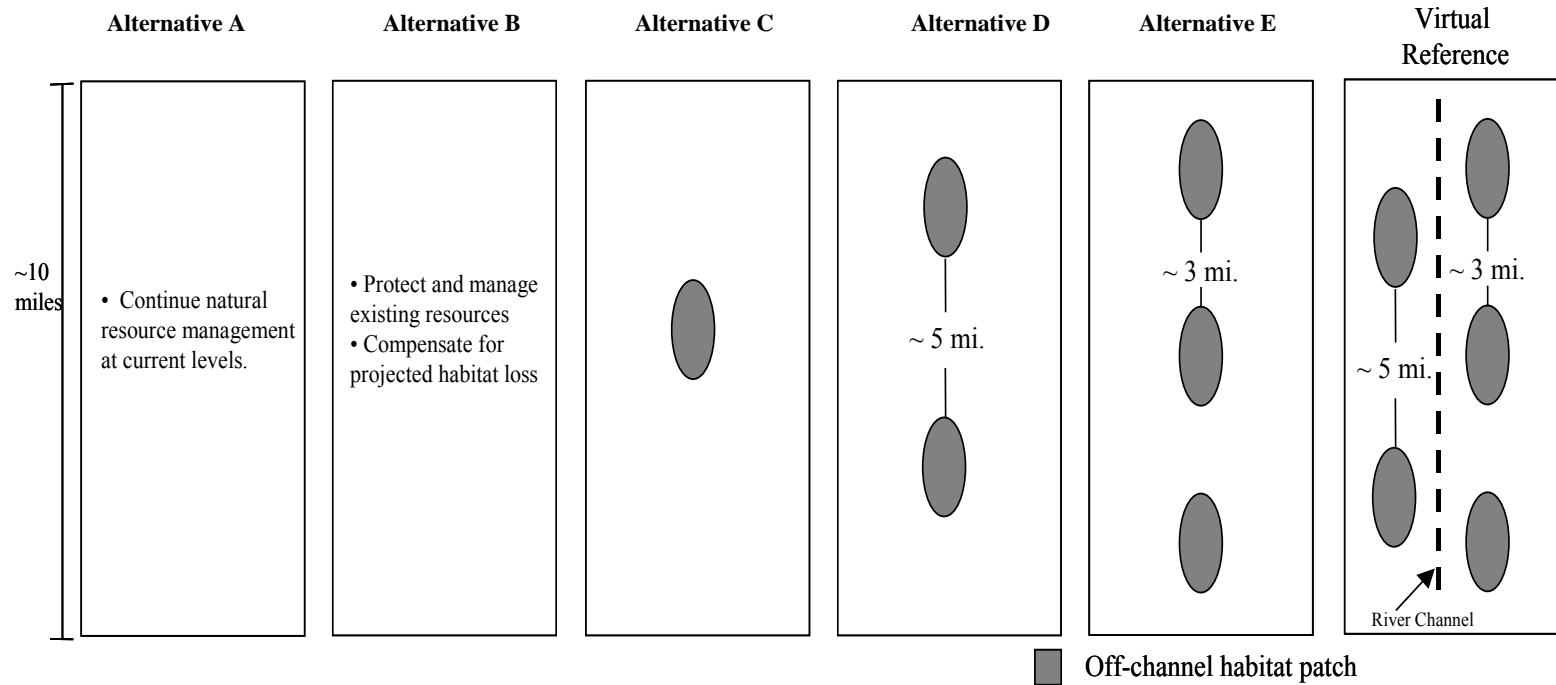 Alternative A
Alternative B
Alternative C
Alternative D
Alternative E
Virtual
Reference
~10
miles
• Continue natural
resource management
at current levels.
• Protect and manage
existing resources
• Compensate for
projected habitat loss
~ 5 mi.
~ 3 mi.
~ 5 mi.
~ 3 mi.
River Channel
Off-channel habitat patch